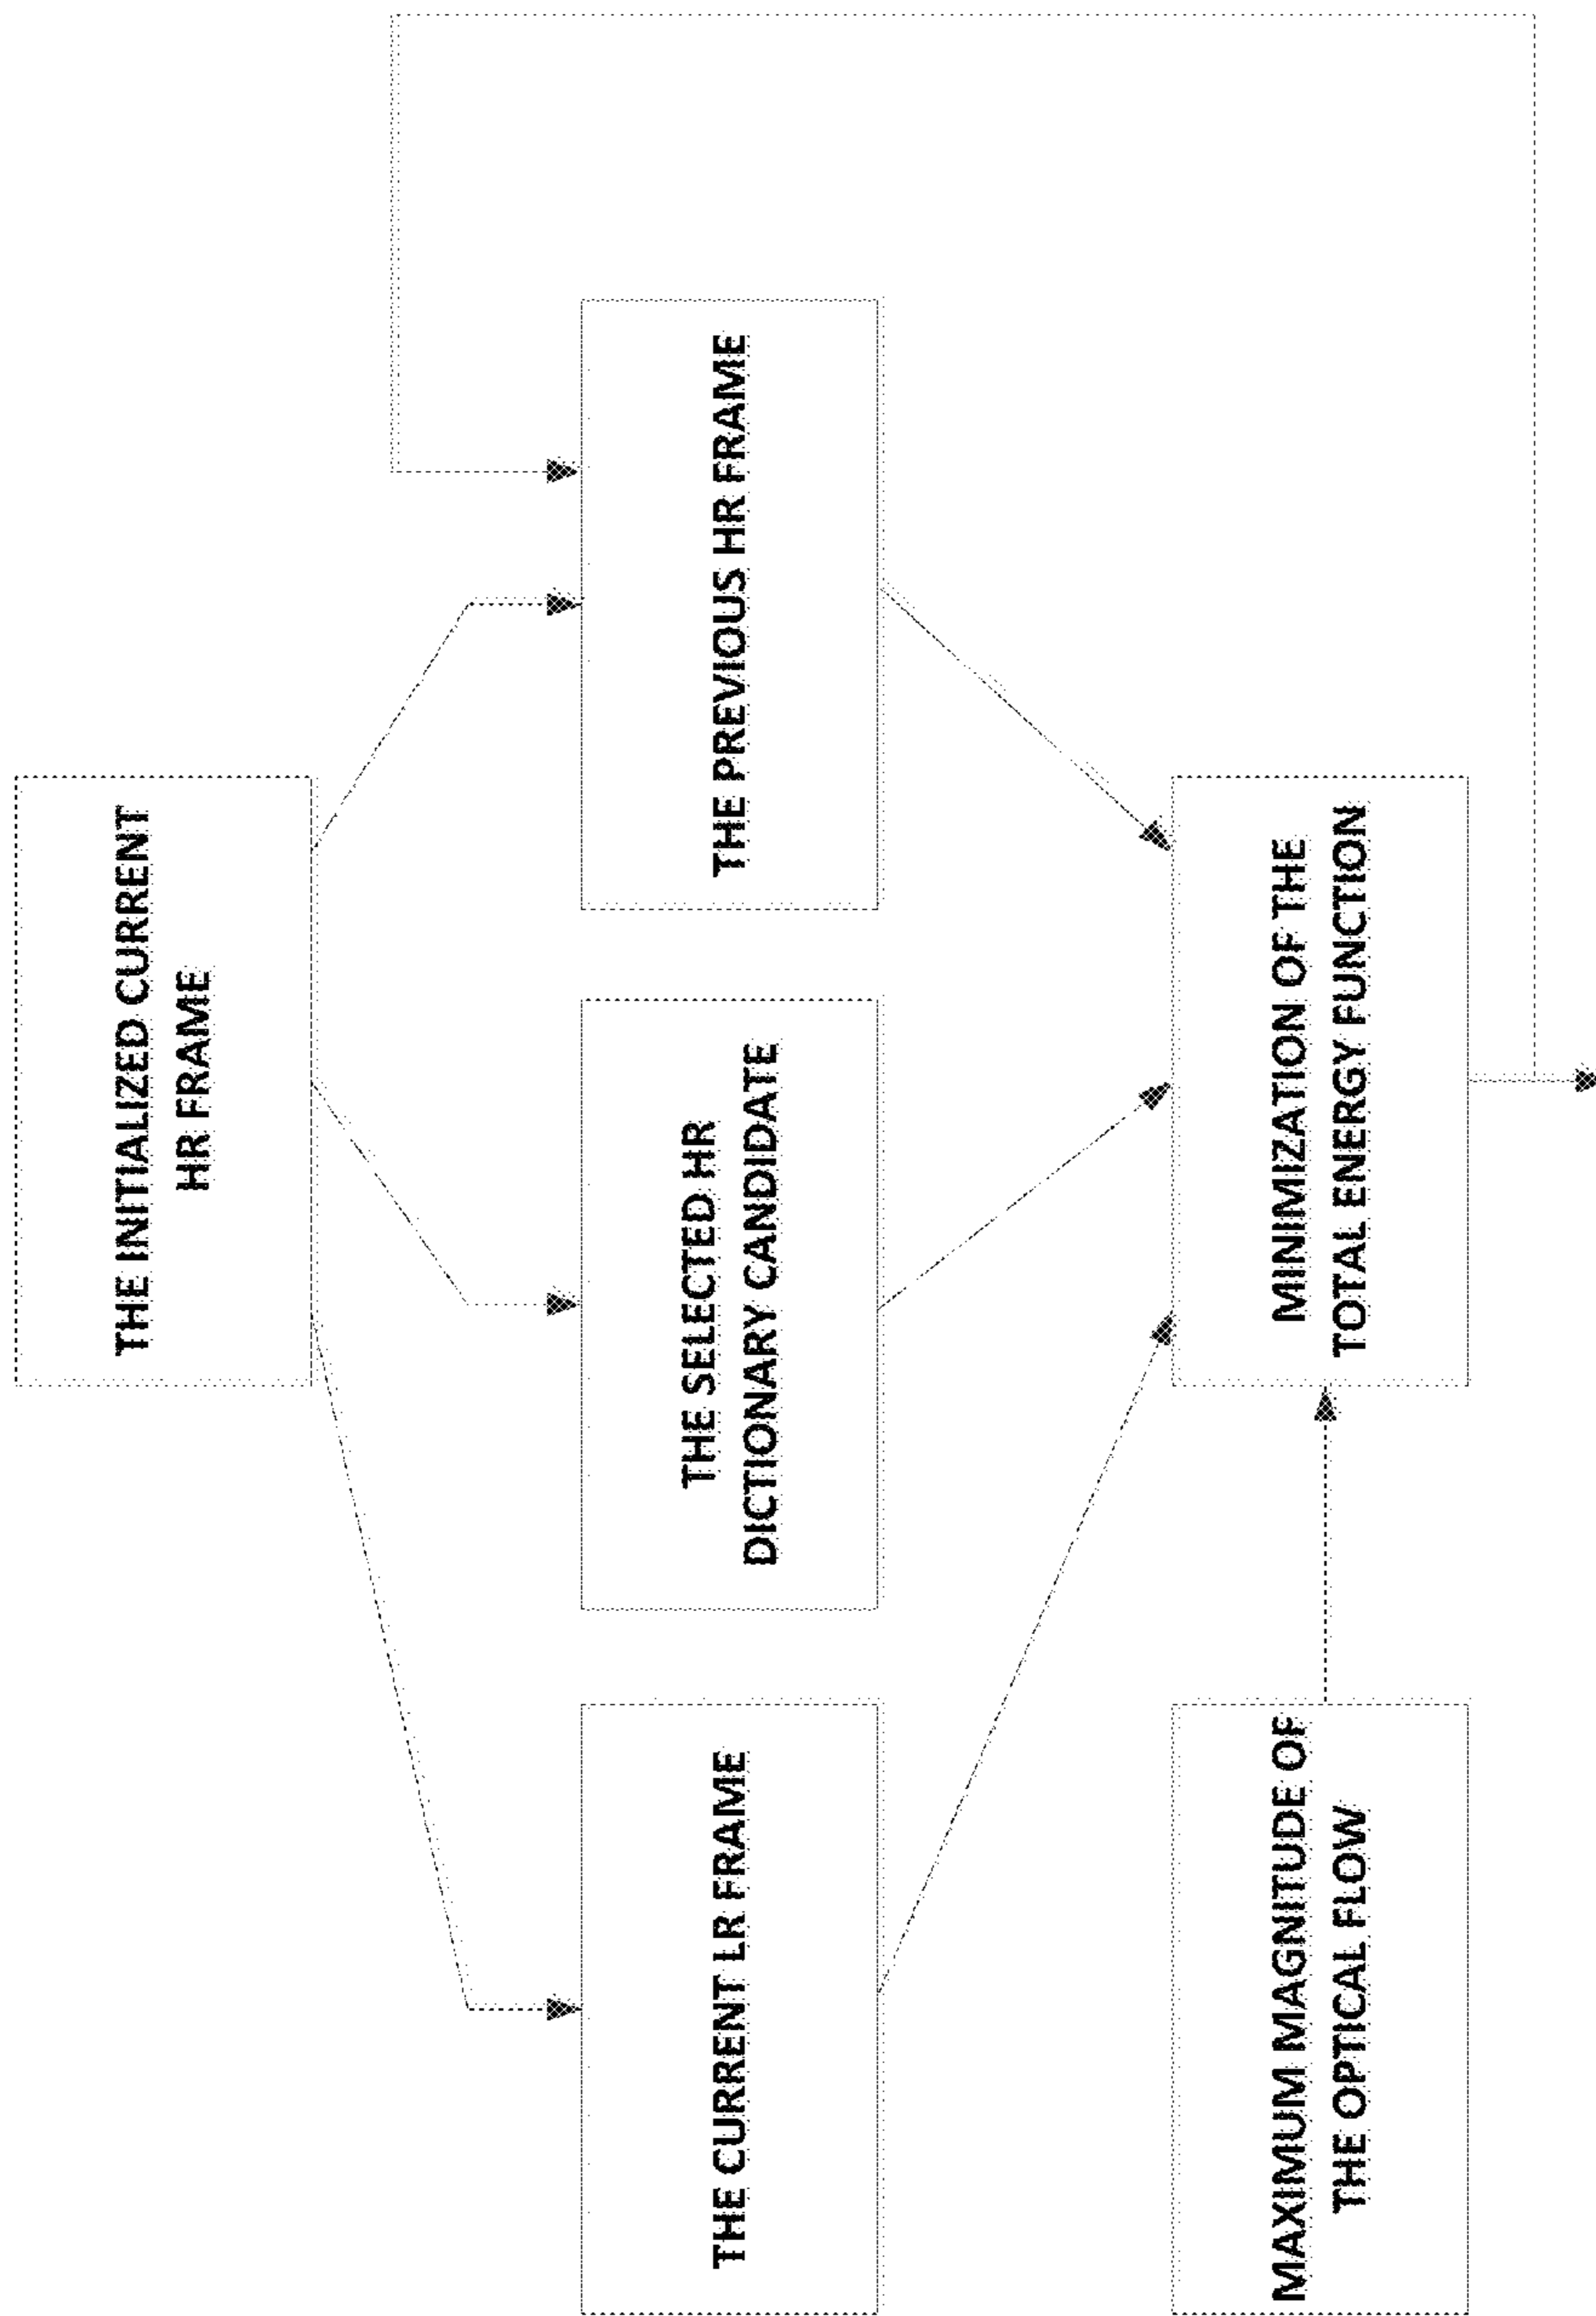 THE INITIALIZED CURRENT
HR FRAME
THE CURRENT LR FRAME
THE SELECTED HR
DICTIONARY CANDIDATE
THE PREVIOUS HR FRAME
MAXIMUM MAGNITUDE OF
THE OPTICAL FLOW
MINIMIZATION OF THE
TOTAL ENERGY FUNCTION